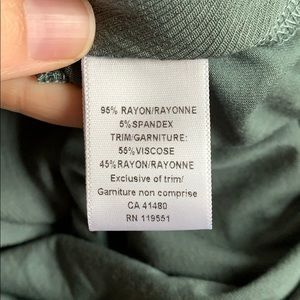 95% RAYON/RAYONNE
5%SPANDEX
TRIM/GARNITURE:
55%VISCOSE
45%RAYON/RAYONNE
Exclusive of trim/
Garniture non comprise
CA 41480
RN 119551